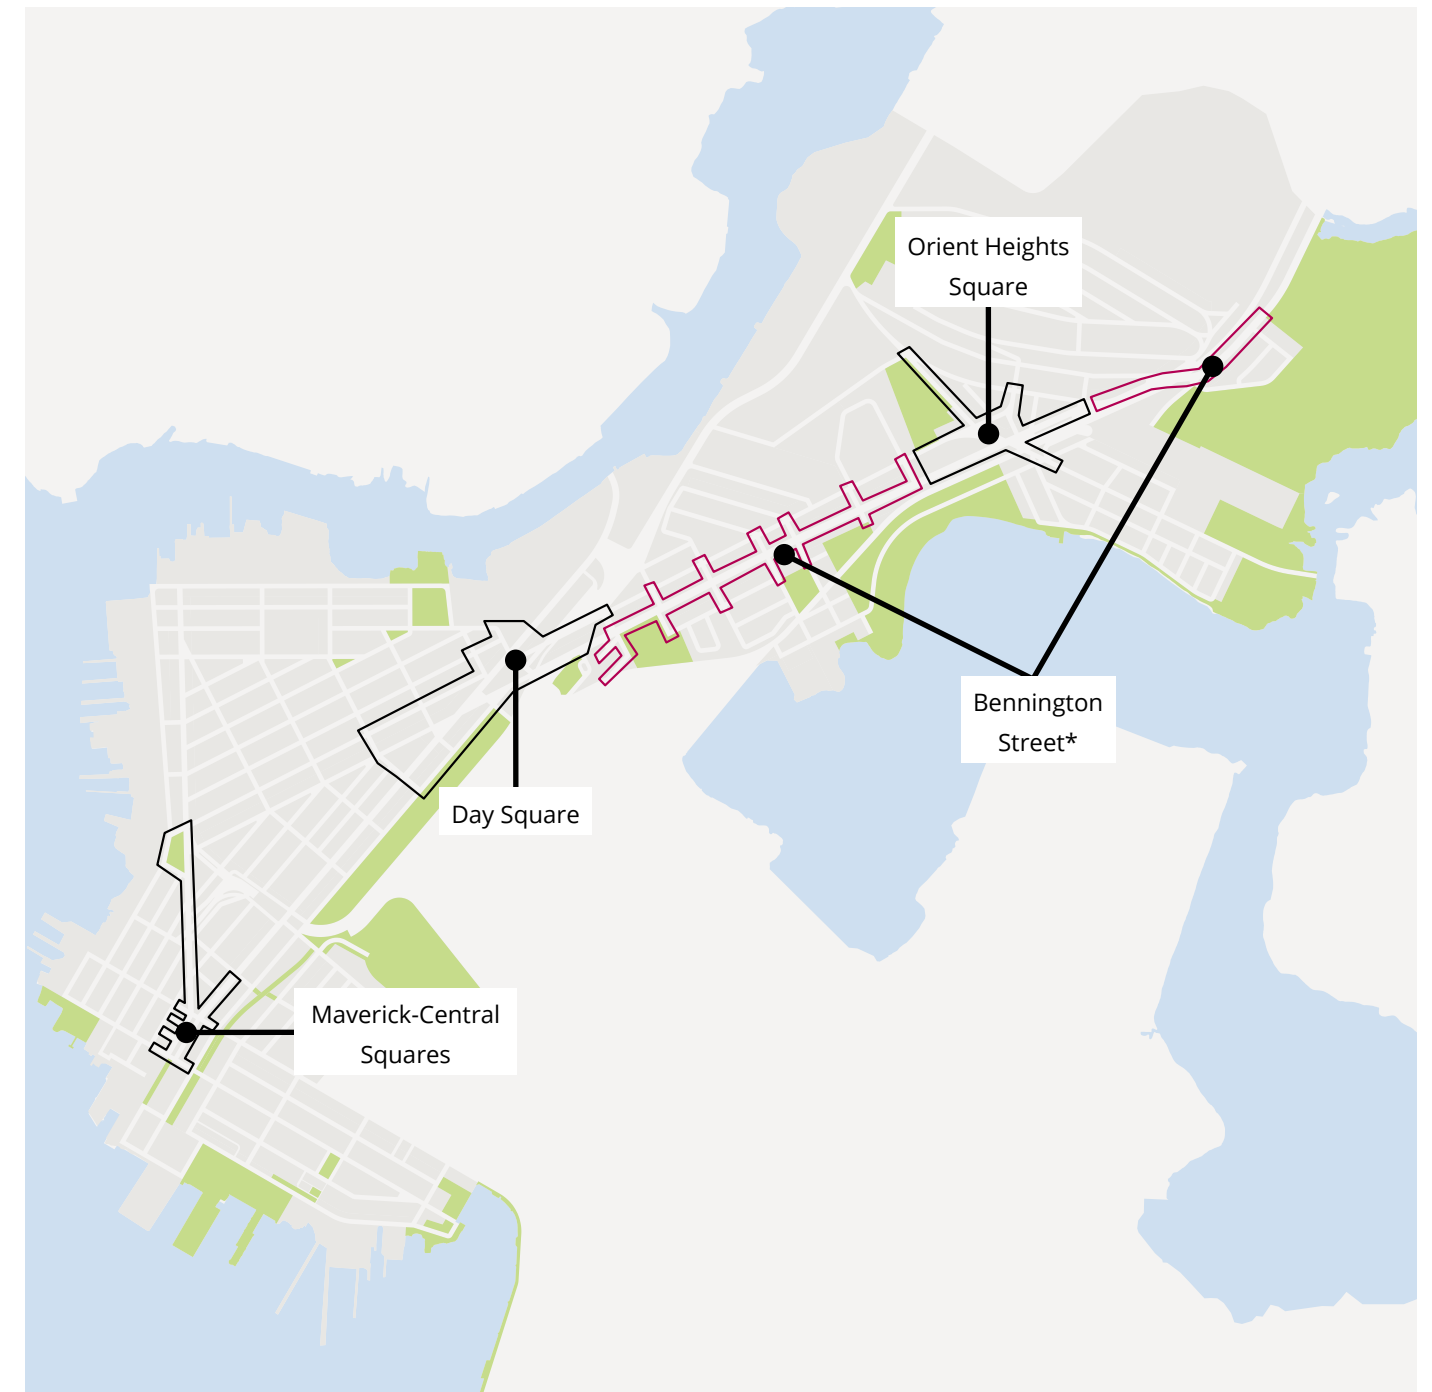 Orient Heights
Square
Bennington
Street*
Day Square
Maverick-Central
Squares